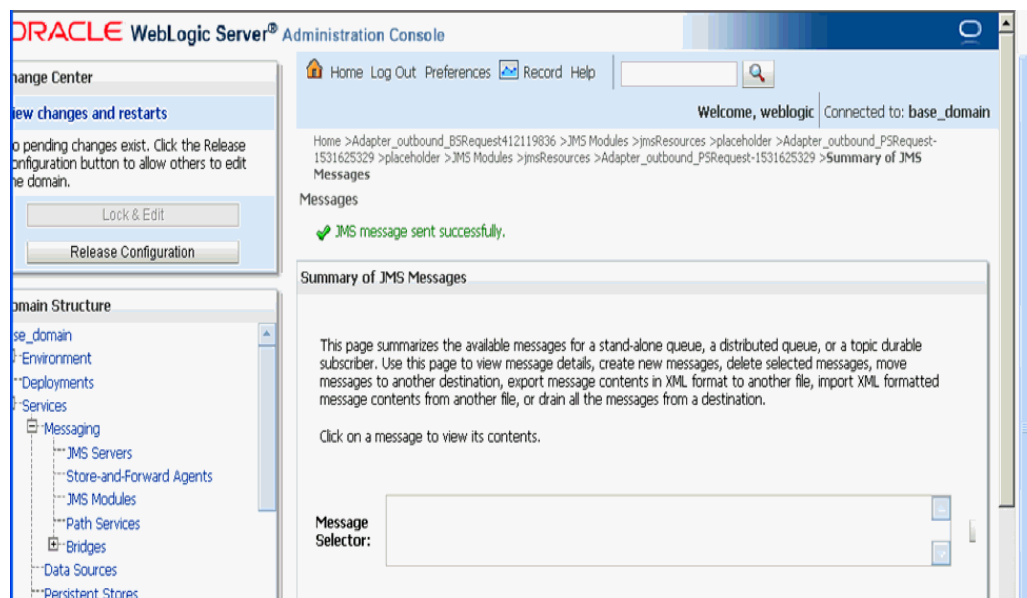 ORACLE WebLogic Server® Administration Console
hange Center
iew changes and restarts
o pending changes exist. Click the Release
onfiguration button to allow others to edit
he domain.
Lock & Edit
Release Configuration
omain Structure
se_domain
Environment
Deployments
Services
Messaging
JMS Servers
Store-and-Forward Agents
JMS Modules
Path Services
Bridges
Data Sources
Persistent Stores
Home Log Out Preferences Record Help
Welcome, weblogic Connected to: base_domain
Home >Adapter_outbound_BSRequest412119836 >JMS Modules >jmsResources >placeholder >Adapter_outbound_PSRequest-
1531625329 >placeholder >JMS Modules >jmsResources >Adapter_outbound_PSRequest-1531625329 >Summary of JMS
Messages
Messages
JMS message sent successfully.
Summary of JMS Messages
This page summarizes the available messages for a stand-alone queue, a distributed queue, or a topic durable
subscriber. Use this page to view message details, create new messages, delete selected messages, move
messages to another destination, export message contents in XML format to another file, import XML formatted
message contents from another file, or drain all the messages from a destination.
Click on a message to view its contents.
Message
Selector: